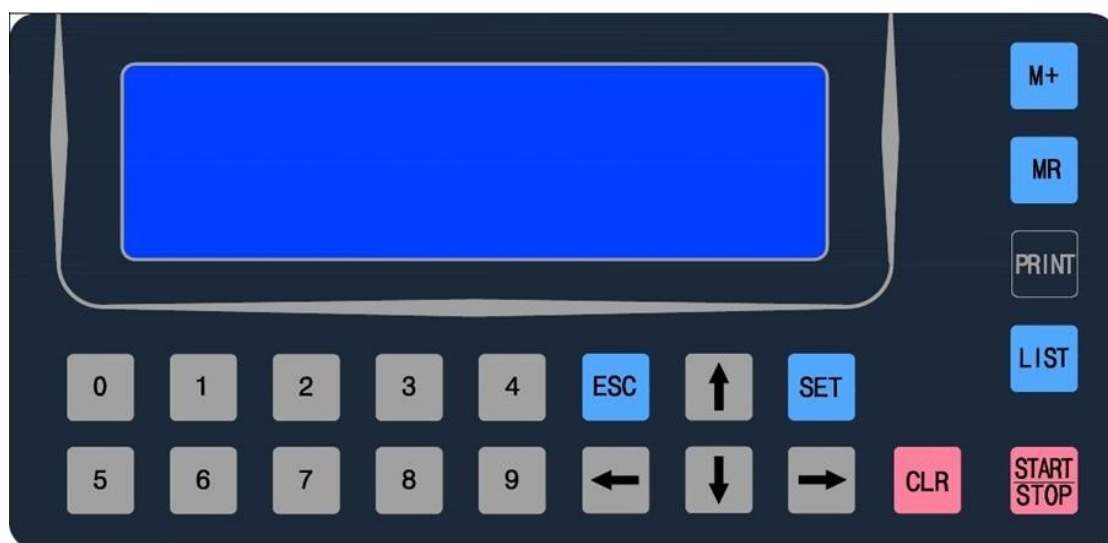 M+
MR
PRINT
LIST
0 1 2 3 4 ESC SET
5 6 7 8 9 CLR START
STOP